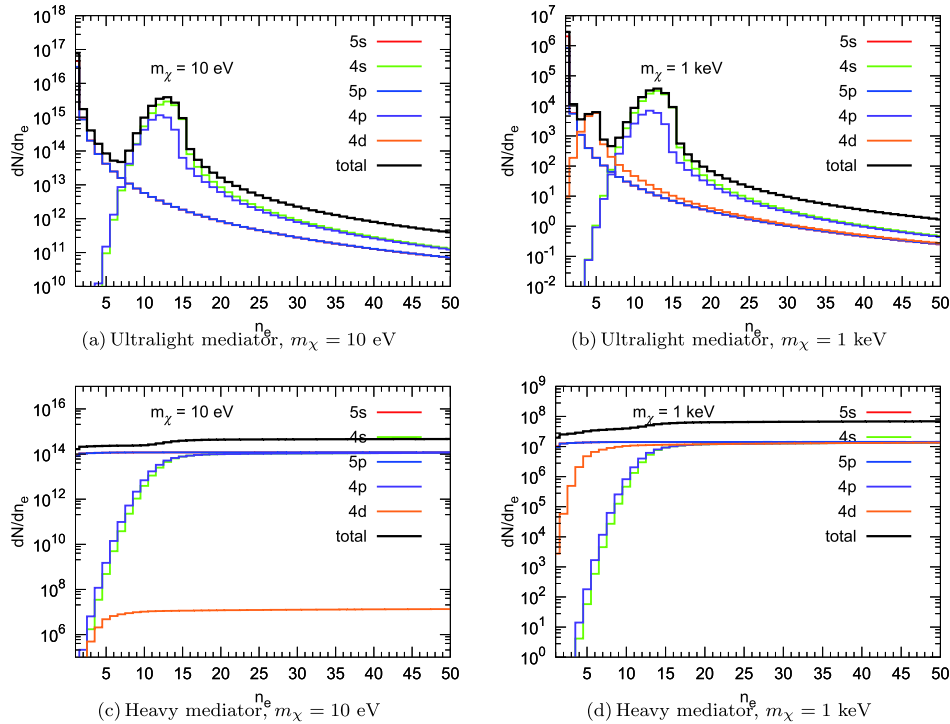 10^18
10^17
10^16
10^15
10^14
10^13
10^12
10^11
10^10
dN/dn_e
m_χ = 10 eV
5s
4s
5p
4p
4d
total
5 10 15 20 25 30 35 40 45 50
n_e
(a) Ultralight mediator, m_χ = 10 eV
10^7
10^6
10^5
10^4
10^3
10^2
10^1
10^0
10^-1
10^-2
dN/dn_e
m_χ = 1 keV
5s
4s
5p
4p
4d
total
5 10 15 20 25 30 35 40 45 50
n_e
(b) Ultralight mediator, m_χ = 1 keV
10^16
10^14
10^12
10^10
10^8
10^6
dN/dn_e
m_χ = 10 eV
5s
4s
5p
4p
4d
total
5 10 15 20 25 30 35 40 45 50
n_e
(c) Heavy mediator, m_χ = 10 eV
10^9
10^8
10^7
10^6
10^5
10^4
10^3
10^2
10^1
10^0
dN/dn_e
m_χ = 1 keV
5s
4s
5p
4p
4d
total
5 10 15 20 25 30 35 40 45 50
n_e
(d) Heavy mediator, m_χ = 1 keV